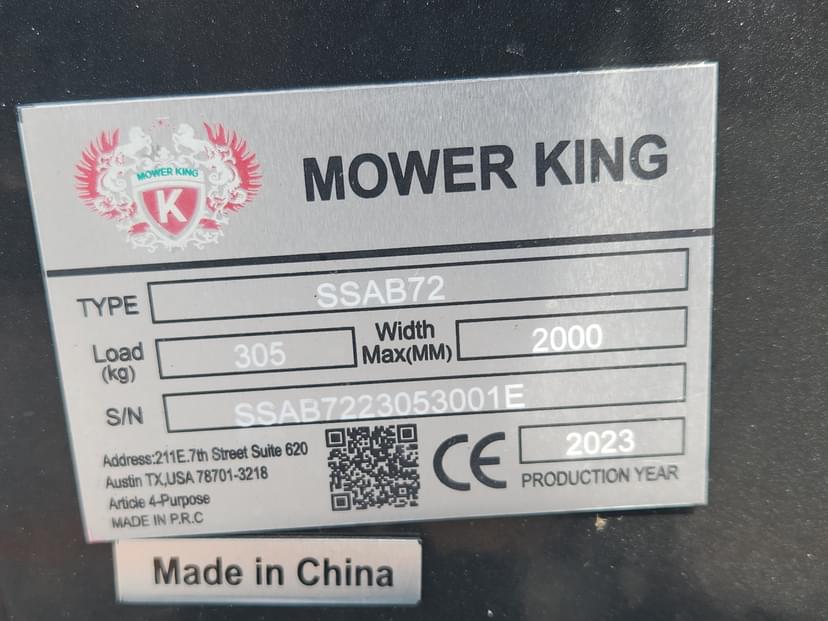 MOWER KING
K
MOWER KING
TYPE SSAB72
Load (kg) 305 Width Max(MM) 2000
S/N SSAB7223053001E
Address:211E.7th Street Suite 620
Austin TX,USA 78701-3218
Article 4-Purpose
MADE IN P.R.C
CE
2023
PRODUCTION YEAR
Made in China